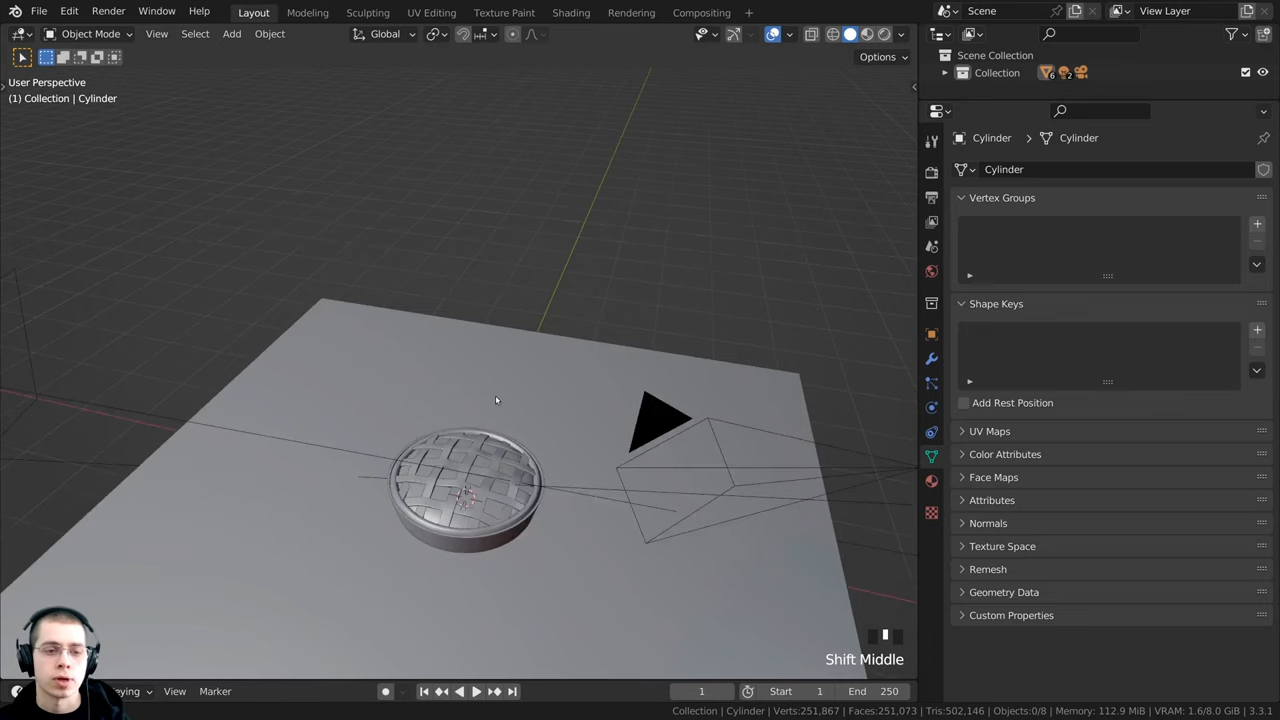 File Edit Render Window Help Layout Modeling Sculpting UV Editing Texture Paint Shading Rendering Compositing + Scene View Layer
Object Mode View Select Add Object Global
Options
User Perspective
(1) Collection | Cylinder
Scene Collection
Collection 6 2
Cylinder > Cylinder
Cylinder
Vertex Groups
Shape Keys
Add Rest Position
UV Maps
Color Attributes
Face Maps
Attributes
Normals
Texture Space
Remesh
Geometry Data
Custom Properties
Shift Middle
Keying View Marker 1 Start 1 End 250
Collection | Cylinder | Verts:251,867 | Faces:251,073 | Tris:502,146 | Objects:0/8 | Memory: 112.9 MiB | VRAM: 1.6/8.0 GiB | 3.3.1